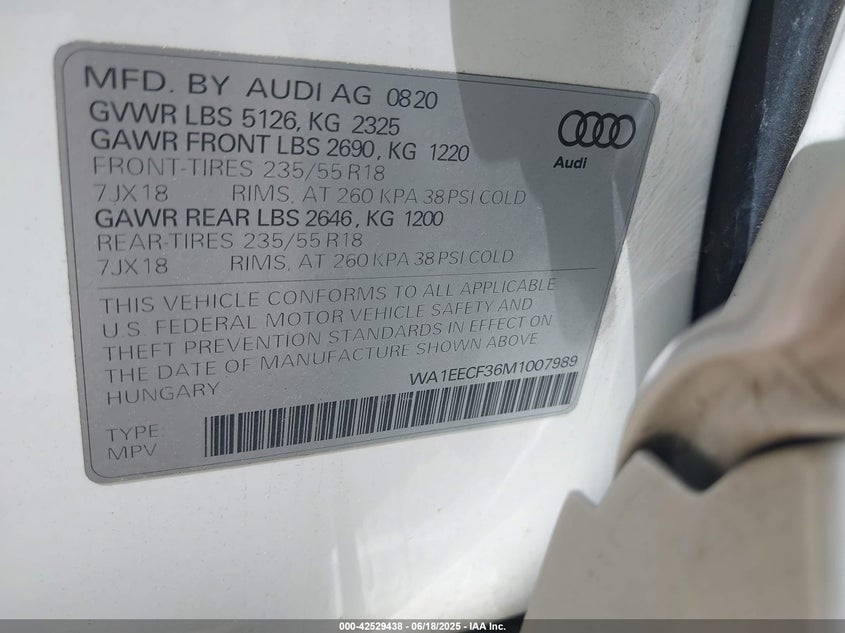 MFD. BY AUDI AG 0820
GVWR LBS 5126, KG 2325
GAWR FRONT LBS 2690, KG 1220
FRONT-TIRES 235/55 R18
7JX18 RIMS, AT 260 KPA 38 PSI COLD
GAWR REAR LBS 2646, KG 1200
REAR-TIRES 235/55 R18
7JX18 RIMS, AT 260 KPA 38 PSI COLD
Audi
THIS VEHICLE CONFORMS TO ALL APPLICABLE
U.S. FEDERAL MOTOR VEHICLE SAFETY AND
THEFT PREVENTION STANDARDS IN EFFECT ON
THE DATE OF MANUFACTURE SHOWN ABOVE
HUNGARY WA1EECF36M1007989
TYPE:
MPV
000-42529438 - 06/18/2025 - IAA Inc.